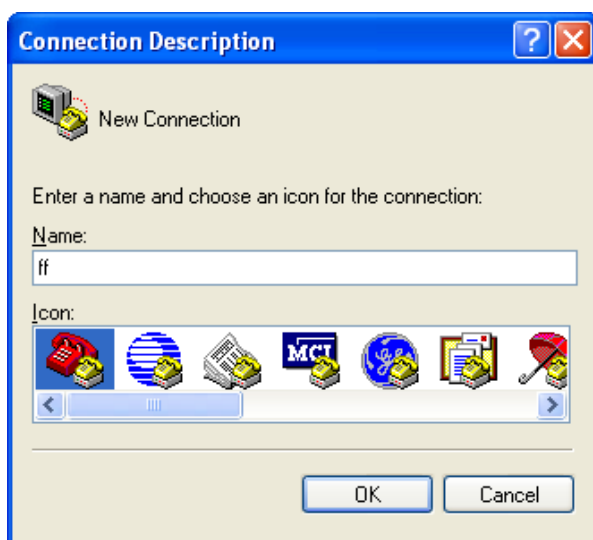 Connection Description
New Connection
Enter a name and choose an icon for the connection:
Name:
ff
Icon:
MCI
OK Cancel